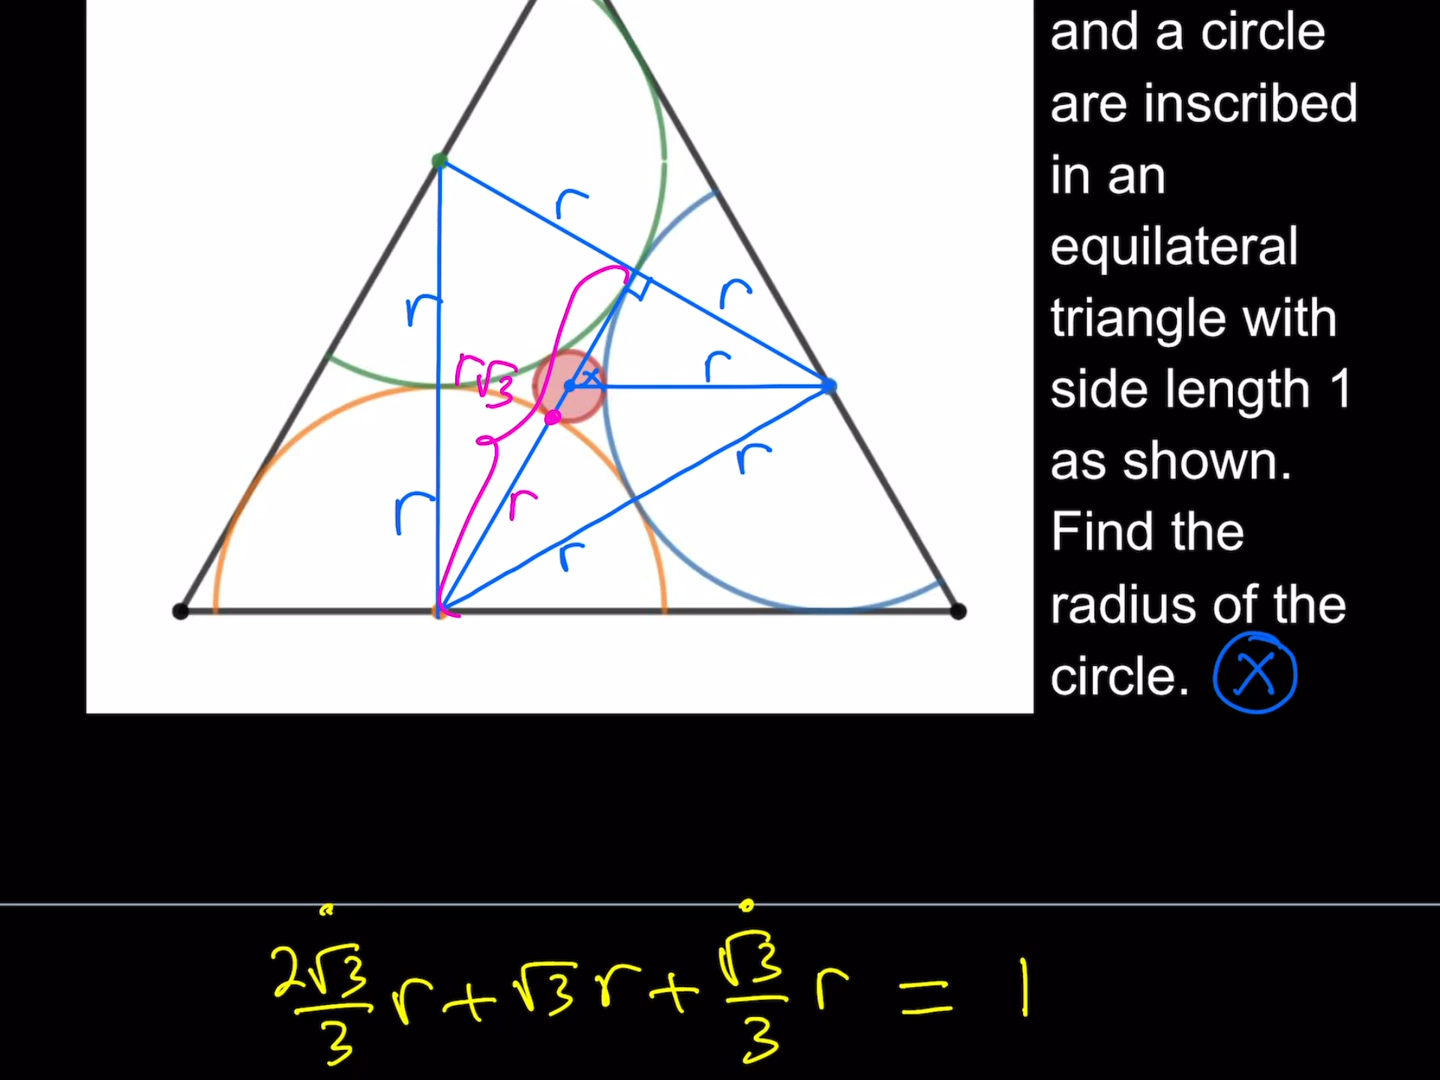 and a circle
are inscribed
in an
equilateral
triangle with
side length 1
as shown.
Find the
radius of the
circle. x
r
r
r
r
r√3
x
r
r
r
r
2√3/3 r + √3 r + √3/3 r = 1